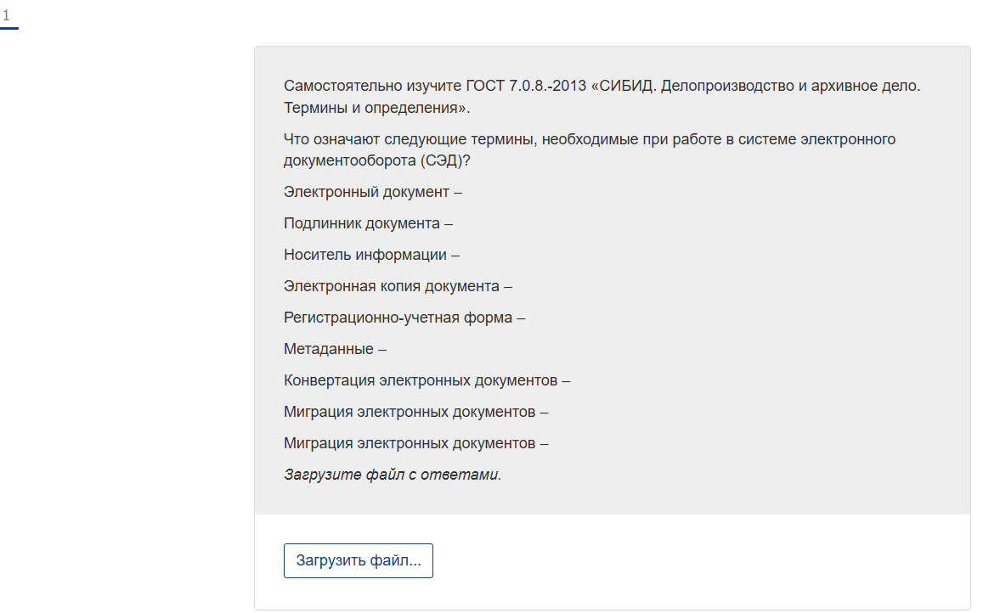 1
Самостоятельно изучите ГОСТ 7.0.8.-2013 «СИБИД. Делопроизводство и архивное дело.
Термины и определения».
Что означают следующие термины, необходимые при работе в системе электронного
документооборота (СЭД)?
Электронный документ –
Подлинник документа –
Носитель информации –
Электронная копия документа –
Регистрационно-учетная форма –
Метаданные –
Конвертация электронных документов –
Миграция электронных документов –
Миграция электронных документов –
Загрузите файл с ответами.
Загрузить файл...